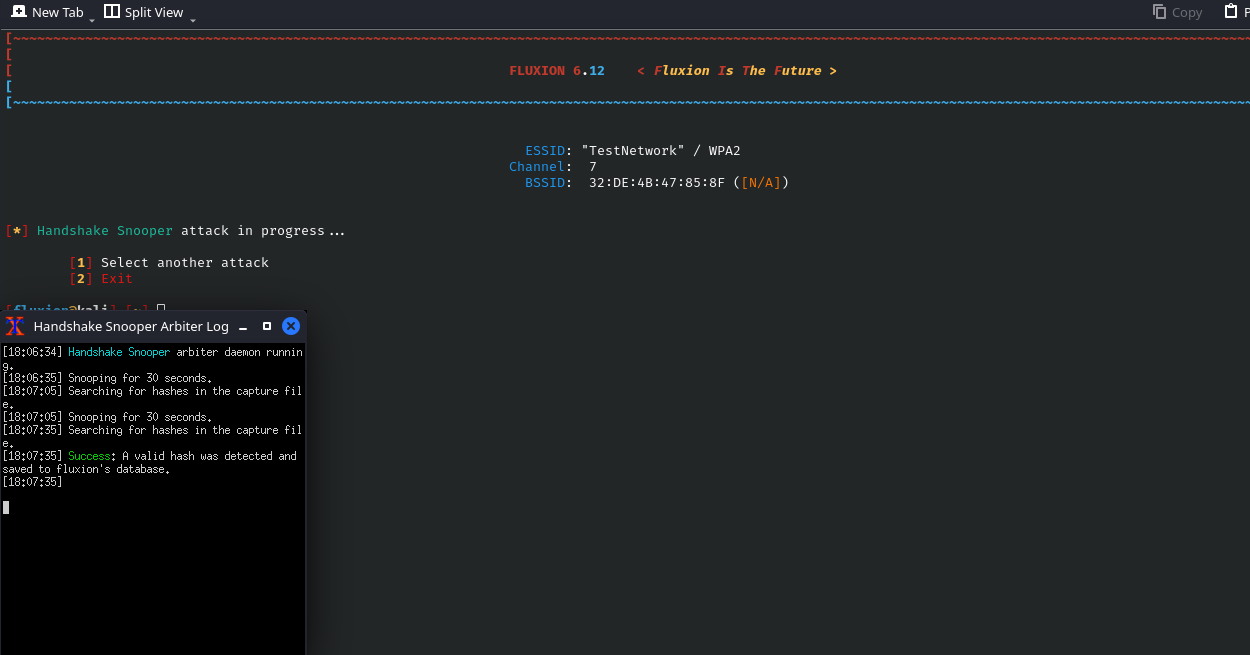 New Tab Split View Copy P
FLUXION 6.12 < Fluxion Is The Future >
ESSID: "TestNetwork" / WPA2
Channel: 7
BSSID: 32:DE:4B:47:85:8F ([N/A])
[*] Handshake Snooper attack in progress...
[1] Select another attack
[2] Exit
[fluxion@kali]-[~]
Handshake Snooper Arbiter Log
[18:06:34] Handshake Snooper arbiter daemon runnin
g.
[18:06:35] Snooping for 30 seconds.
[18:07:05] Searching for hashes in the capture fil
e.
[18:07:05] Snooping for 30 seconds.
[18:07:35] Searching for hashes in the capture fil
e.
[18:07:35] Success: A valid hash was detected and
saved to fluxion's database.
[18:07:35]